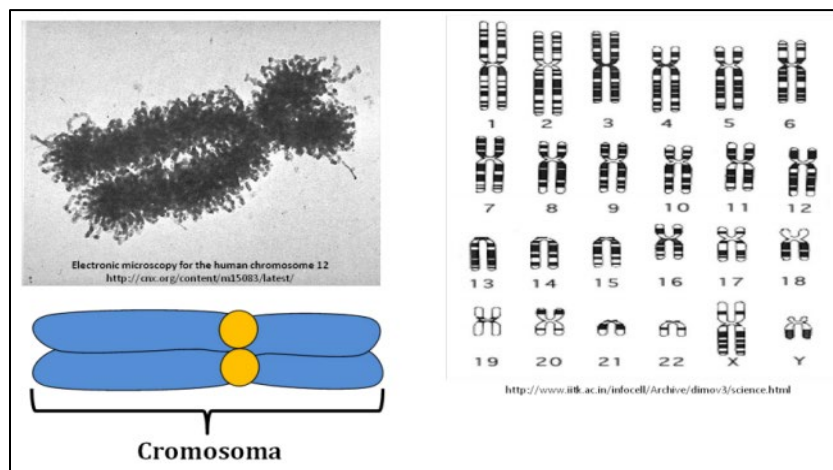 Electronic microscopy for the human chromosome 12
http://cnx.org/content/m15083/latest/
Cromosoma
1 2 3 4 5 6
7 8 9 10 11 12
13 14 15 16 17 18
19 20 21 22 X Y
http://www.iitk.ac.in/infocell/Archive/dimov3/science.html